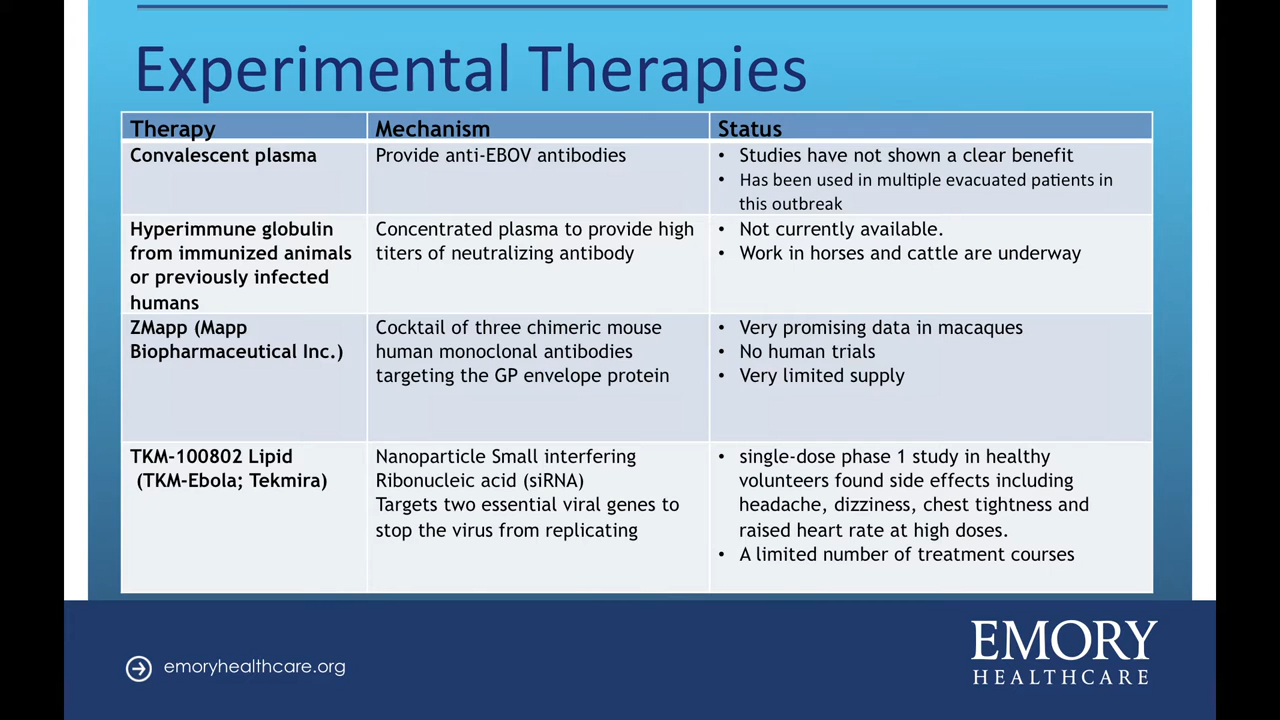 Experimental Therapies
Therapy
Mechanism
Status
Convalescent plasma
Provide anti-EBOV antibodies
• Studies have not shown a clear benefit
• Has been used in multiple evacuated patients in
this outbreak
Hyperimmune globulin
from immunized animals
or previously infected
humans
Concentrated plasma to provide high
titers of neutralizing antibody
• Not currently available.
• Work in horses and cattle are underway
ZMapp (Mapp
Biopharmaceutical Inc.)
Cocktail of three chimeric mouse
human monoclonal antibodies
targeting the GP envelope protein
• Very promising data in macaques
• No human trials
• Very limited supply
TKM-100802 Lipid
(TKM-Ebola; Tekmira)
Nanoparticle Small interfering
Ribonucleic acid (siRNA)
Targets two essential viral genes to
stop the virus from replicating
• single-dose phase 1 study in healthy
volunteers found side effects including
headache, dizziness, chest tightness and
raised heart rate at high doses.
• A limited number of treatment courses
emoryhealthcare.org
EMORY
HEALTHCARE